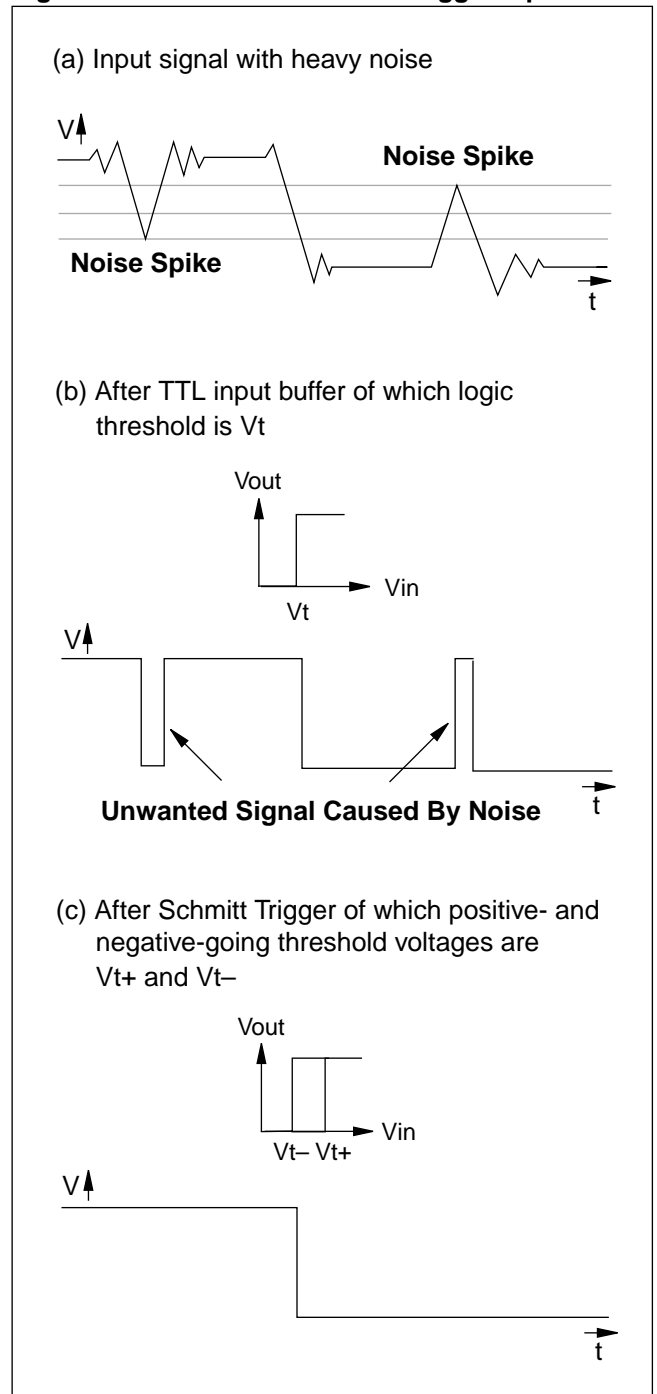 (a) Input signal with heavy noise
V
Noise Spike
Noise Spike
t
(b) After TTL input buffer of which logic
threshold is Vt
Vout
Vin
Vt
V
Unwanted Signal Caused By Noise
t
(c) After Schmitt Trigger of which positive- and
negative-going threshold voltages are
Vt+ and Vt–
Vout
Vin
Vt– Vt+
V
t